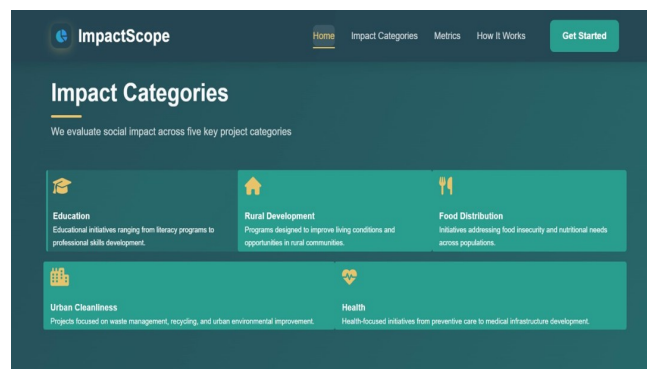 ImpactScope
Home
Impact Categories
Metrics
How It Works
Get Started
Impact Categories
We evaluate social impact across five key project categories
Education
Educational initiatives ranging from literacy programs to
professional skills development.
Rural Development
Programs designed to improve living conditions and
opportunities in rural communities.
Food Distribution
Initiatives addressing food insecurity and nutritional needs
across populations.
Urban Cleanliness
Projects focused on waste management, recycling, and urban environmental improvement.
Health
Health-focused initiatives from preventive care to medical infrastructure development.